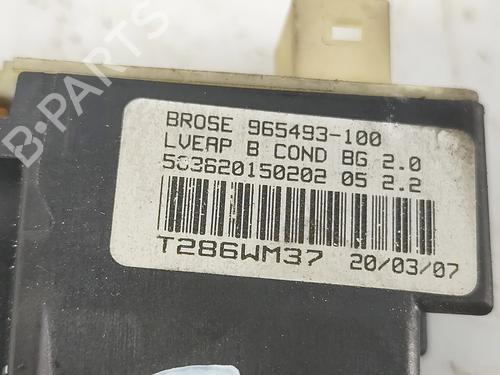 BROSE 965493-100
LVEAP B COND BG 2.0
503620150202 05 2.2
T286WM37 20/03/07
B-PARTS